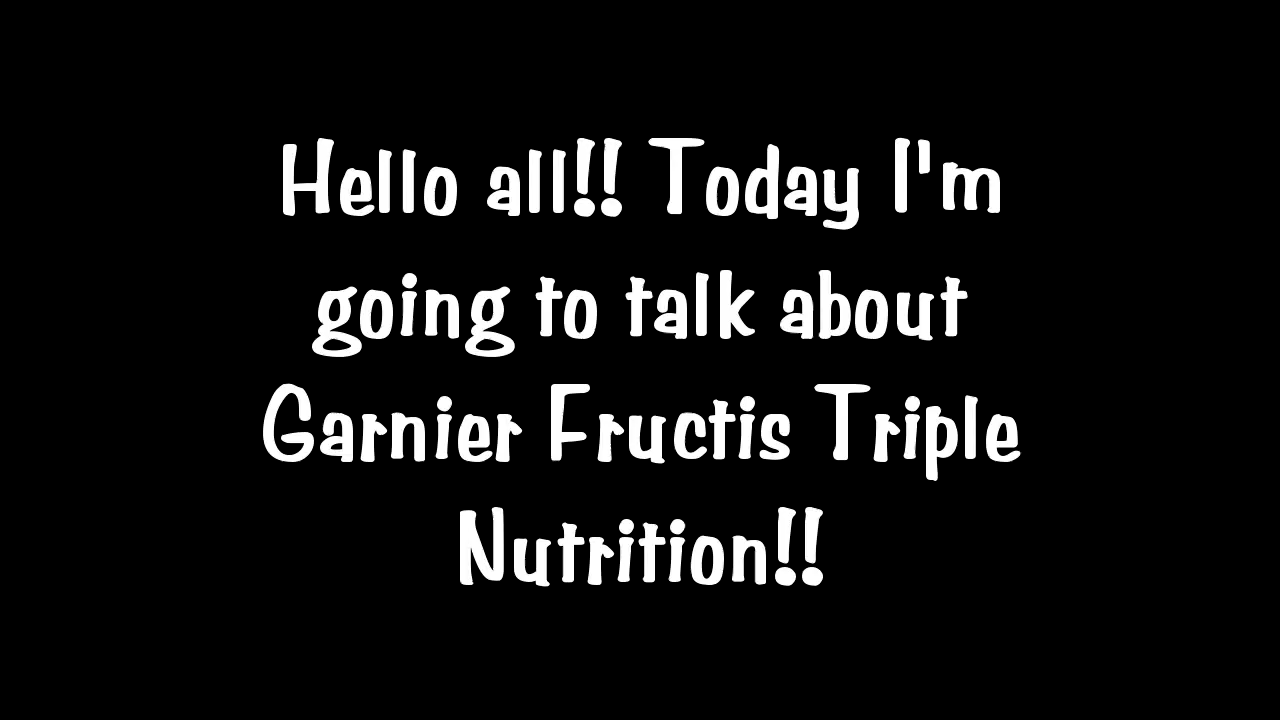 Hello all!! Today I'm
going to talk about
Garnier Fructis Triple
Nutrition!!